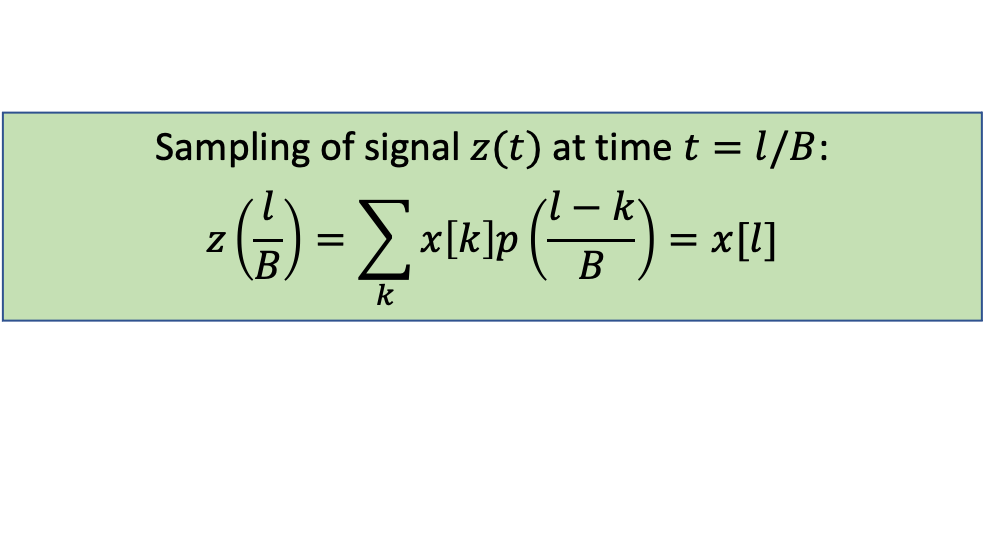 Sampling of signal z(t) at time t = l/B:
z(l/B) = ∑_k x[k]p((l − k)/B) = x[l]